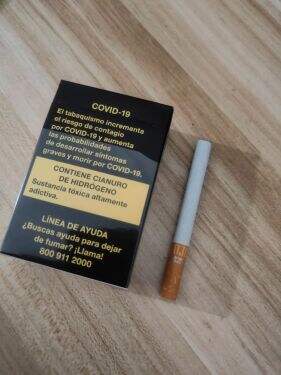 COVID-19
El tabaquismo incrementa
el riesgo de contagio
por COVID-19 y aumenta
las probabilidades
de desarrollar síntomas
graves y morir por COVID-19.
CONTIENE CIANURO
DE HIDRÓGENO
Sustancia tóxica altamente
adictiva.
LÍNEA DE AYUDA
¿Buscas ayuda para dejar
de fumar? ¡Llama!
800 911 2000